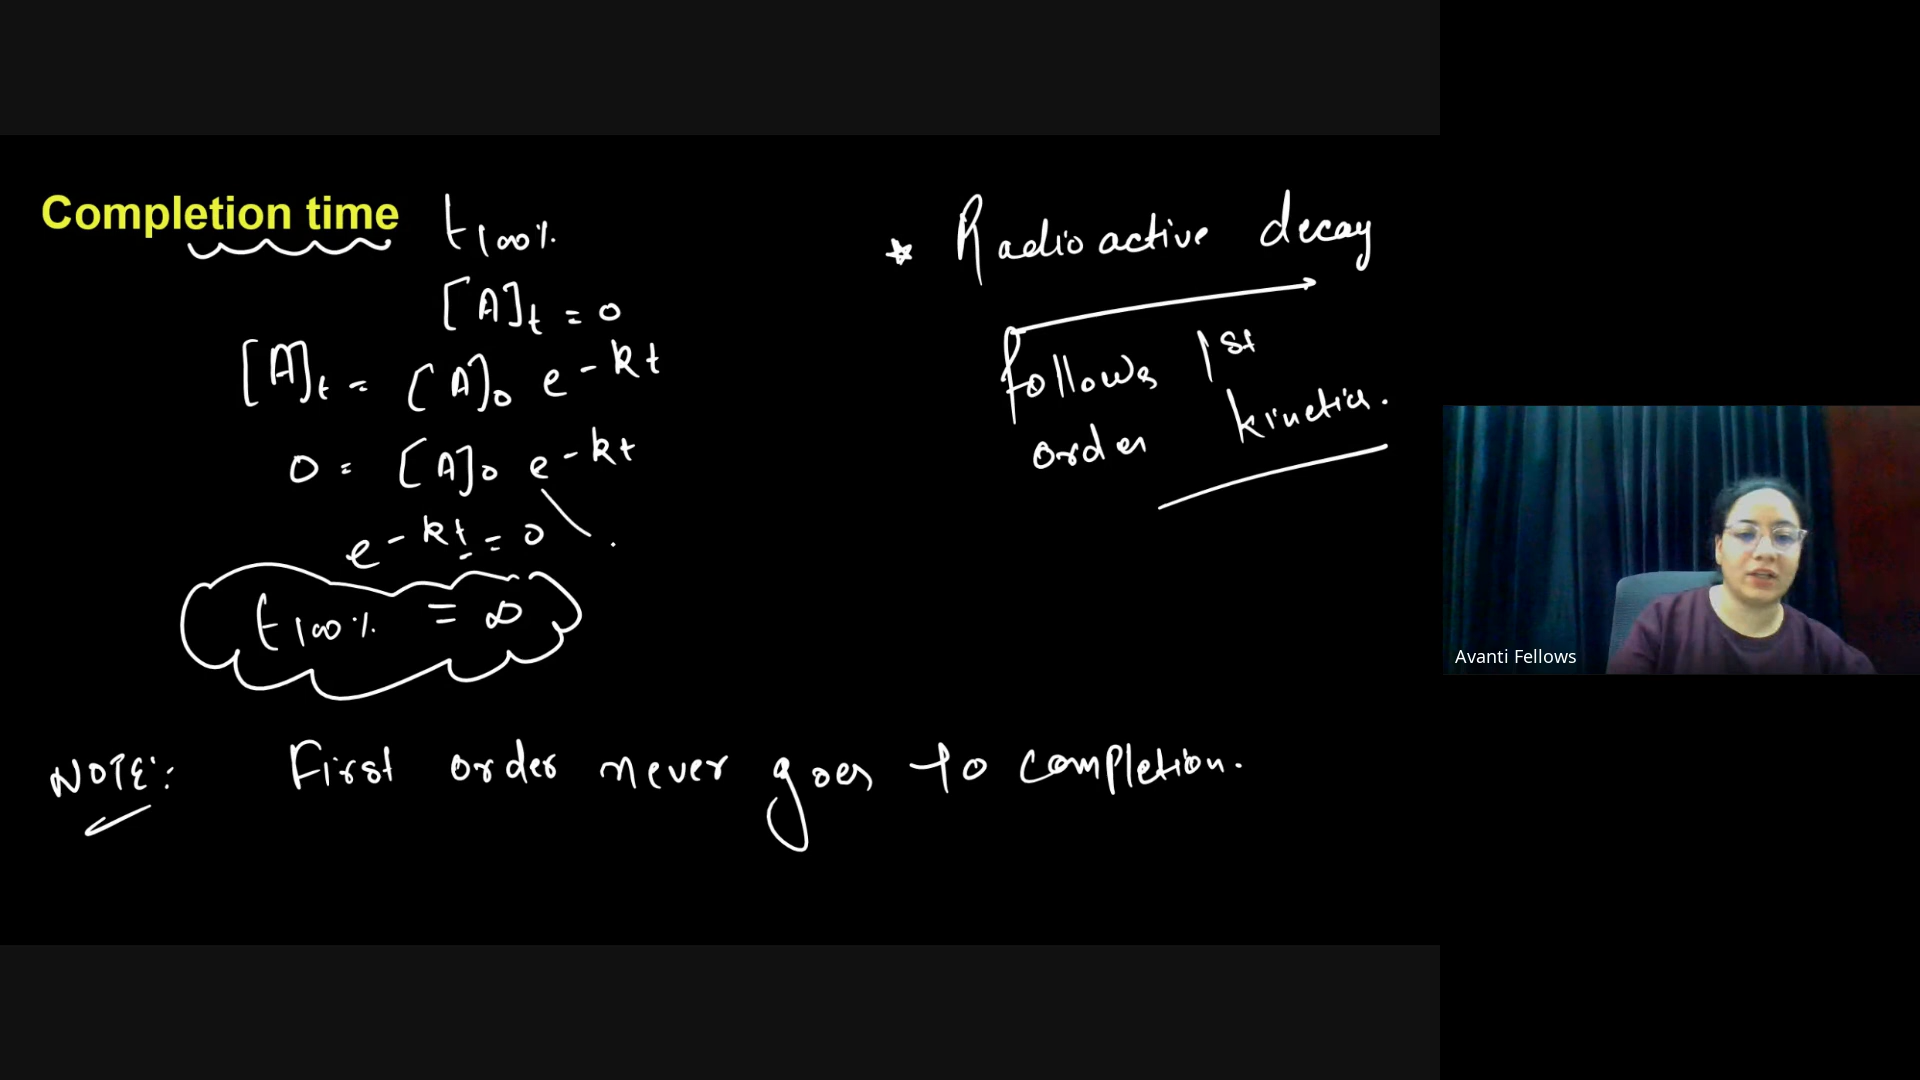 Completion time t100%
[A]t = 0
[A]t = [A]0 e-kt
0 = [A]0 e-kt
e-kt = 0
t100% = ∞
* Radioactive decay
follows 1st
order kinetics.
NOTE: First order never goes to completion.
Avanti Fellows